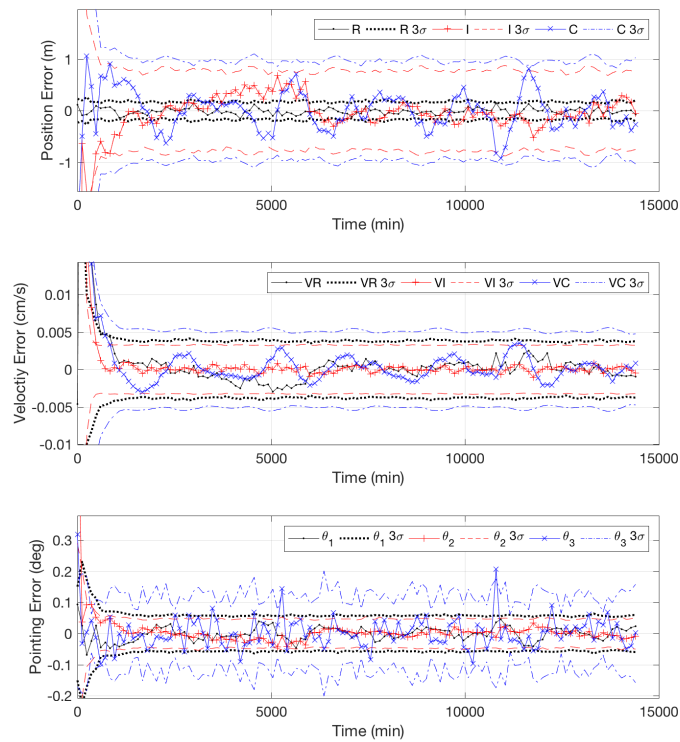 R R 3σ I I 3σ C C 3σ
1
0
-1
Position Error (m)
0 5000 10000 15000
Time (min)
VR VR 3σ VI VI 3σ VC VC 3σ
0.01
0.005
0
-0.005
-0.01
Veloctiy Error (cm/s)
0 5000 10000 15000
Time (min)
θ1 θ1 3σ θ2 θ2 3σ θ3 θ3 3σ
0.3
0.2
0.1
0
-0.1
-0.2
Pointing Error (deg)
0 5000 10000 15000
Time (min)